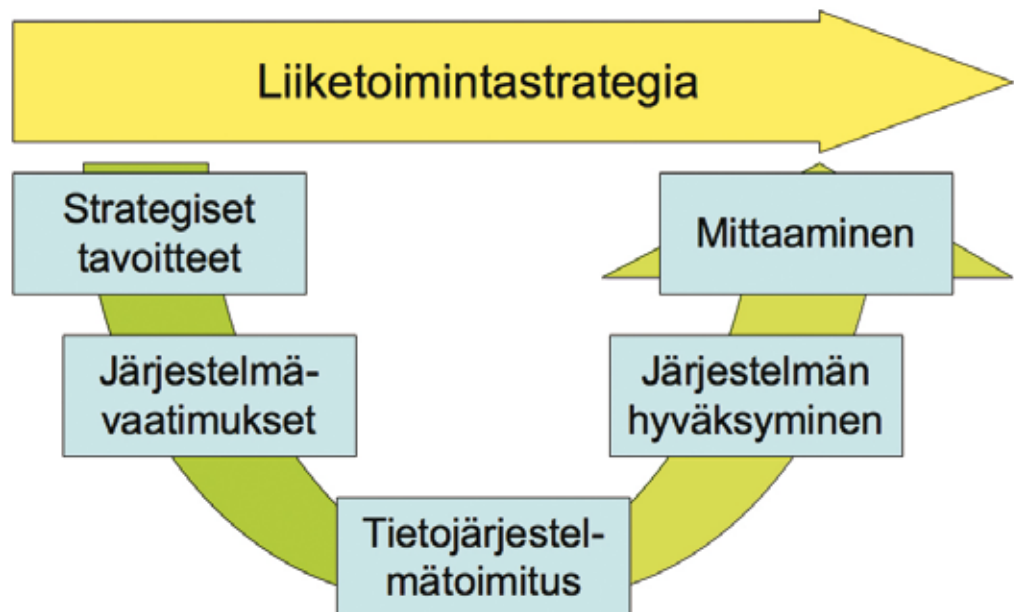 Liiketoimintastrategia
Strategiset
tavoitteet
Järjestelmä-
vaatimukset
Tietojärjestel-
mätoimitus
Järjestelmän
hyväksyminen
Mittaaminen